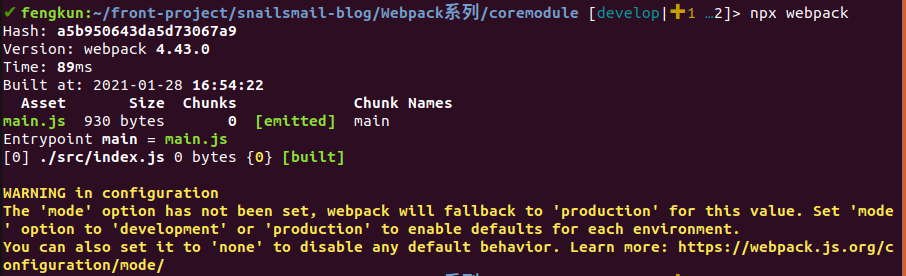 ✔ fengkun:~/front-project/snailsmail-blog/Webpack系列/coremodule [develop|✚1 …2]> npx webpack
Hash: a5b950643da5d73067a9
Version: webpack 4.43.0
Time: 89ms
Built at: 2021-01-28 16:54:22
Asset Size Chunks Chunk Names
main.js 930 bytes 0 [emitted] main
Entrypoint main = main.js
[0] ./src/index.js 0 bytes {0} [built]
WARNING in configuration
The 'mode' option has not been set, webpack will fallback to 'production' for this value. Set 'mode
' option to 'development' or 'production' to enable defaults for each environment.
You can also set it to 'none' to disable any default behavior. Learn more: https://webpack.js.org/c
onfiguration/mode/